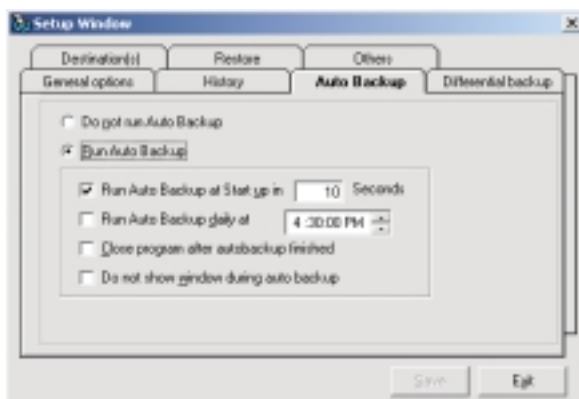 Setup Window
Destination(s) Restore Others
General options History Auto Backup Differential backup
Do not run Auto Backup
Run Auto Backup
Run Auto Backup at Start up in 10 Seconds
Run Auto Backup daily at 4:30:00 PM
Close program after autobackup finished
Do not show window during auto backup
Save Exit